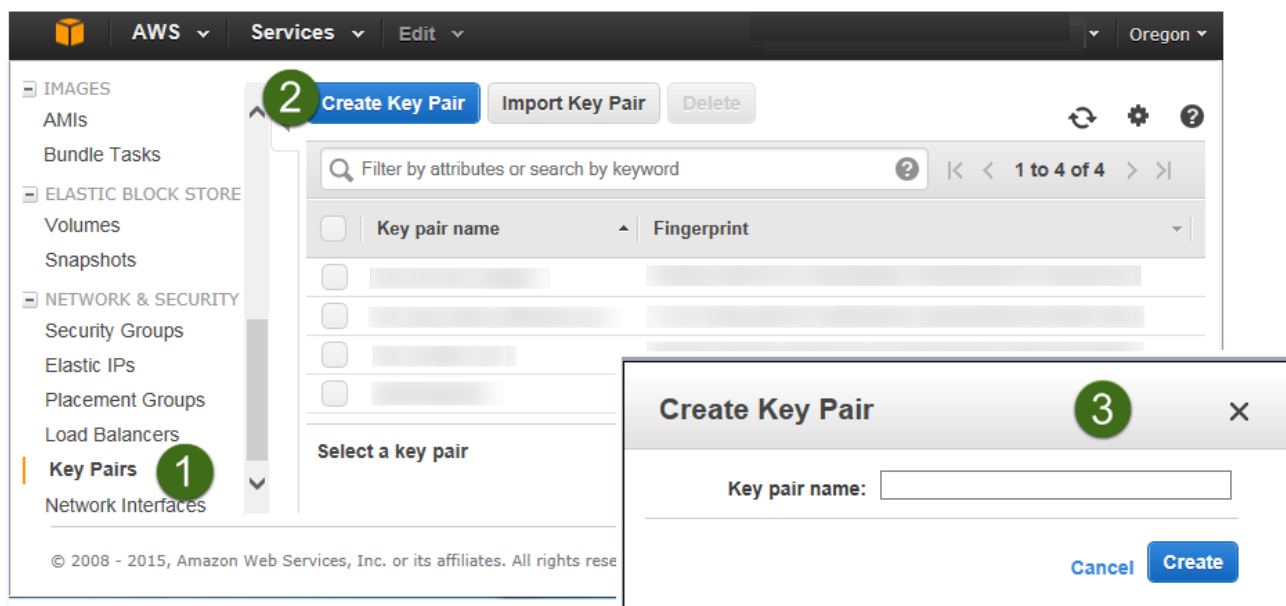 AWS Services Edit Oregon
IMAGES
AMIs
Bundle Tasks
ELASTIC BLOCK STORE
Volumes
Snapshots
NETWORK & SECURITY
Security Groups
Elastic IPs
Placement Groups
Load Balancers
Key Pairs 1
Network Interfaces
2 Create Key Pair Import Key Pair Delete
Filter by attributes or search by keyword 1 to 4 of 4
Key pair name Fingerprint
Select a key pair
Create Key Pair 3
Key pair name:
Cancel Create
© 2008 - 2015, Amazon Web Services, Inc. or its affiliates. All rights rese